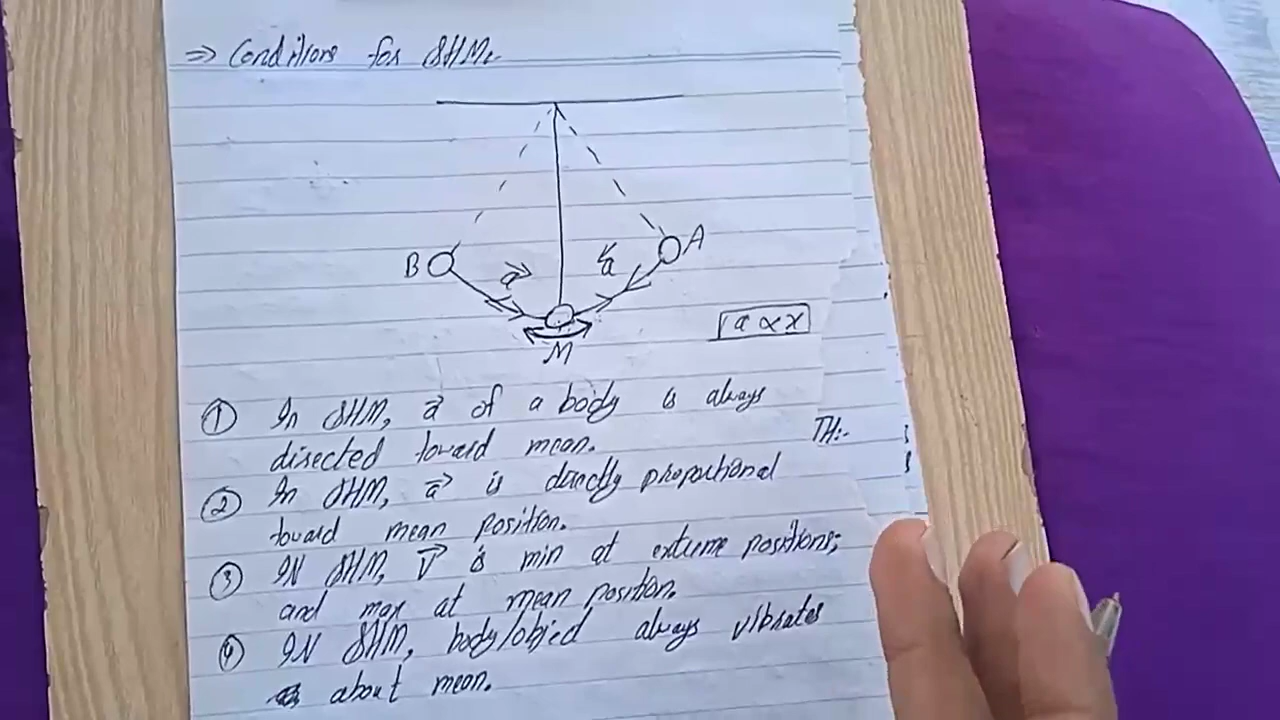 ⇒ Conditions for SHM:
B
A
a⃗
a⃗
M
a ∝ x
① In SHM, a⃗ of a body is always
directed toward mean.
TH:-
② In SHM, a⃗ is directly proportional
toward mean position.
③ IN SHM, V⃗ is min at extreme positions;
and max at mean position.
④ IN SHM, body/object always vibrates
about mean.